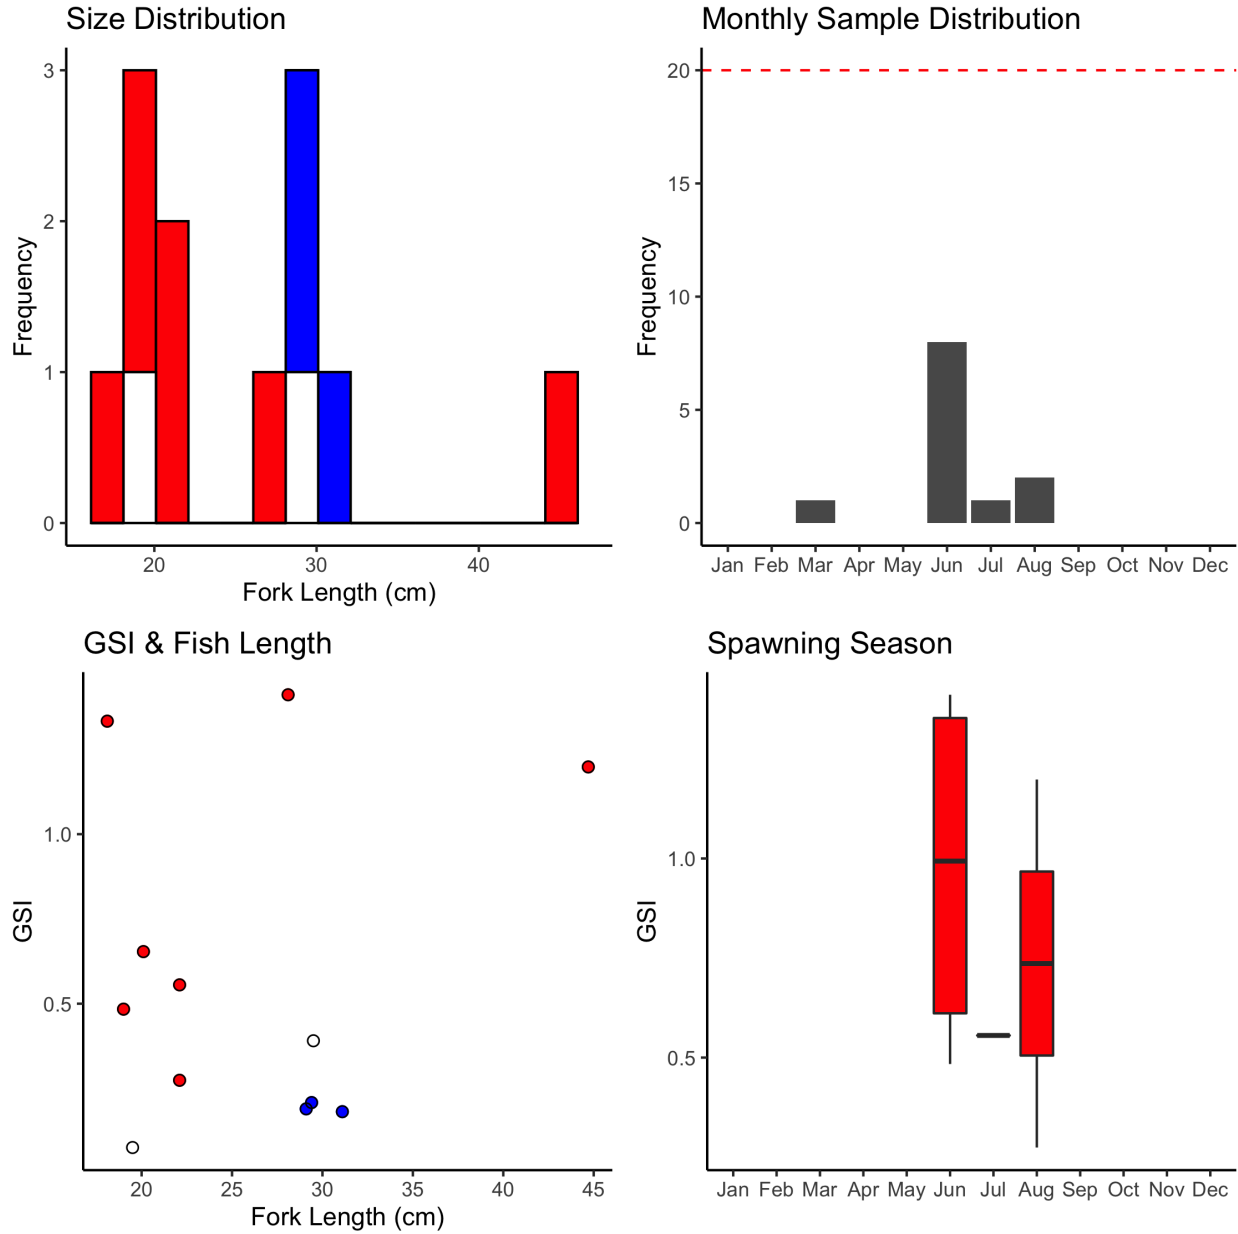 Size Distribution
3
2
1
0
Frequency
20
30
40
Fork Length (cm)
Monthly Sample Distribution
20
15
10
5
0
Frequency
Jan Feb Mar Apr May Jun Jul Aug Sep Oct Nov Dec
GSI & Fish Length
1.0
0.5
GSI
20 25 30 35 40 45
Fork Length (cm)
Spawning Season
1.0
0.5
GSI
Jan Feb Mar Apr May Jun Jul Aug Sep Oct Nov Dec